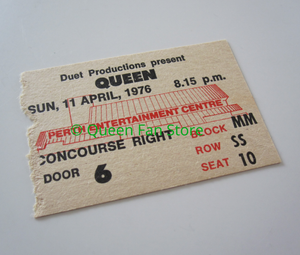 Duet Productions present
QUEEN
SUN, 11 APRIL, 1976 8.15 p.m.
PERTH ENTERTAINMENT CENTRE
© Queen Fan Store
CONCOURSE RIGHT BLOCK MM
ROW SS
DOOR 6 SEAT 10